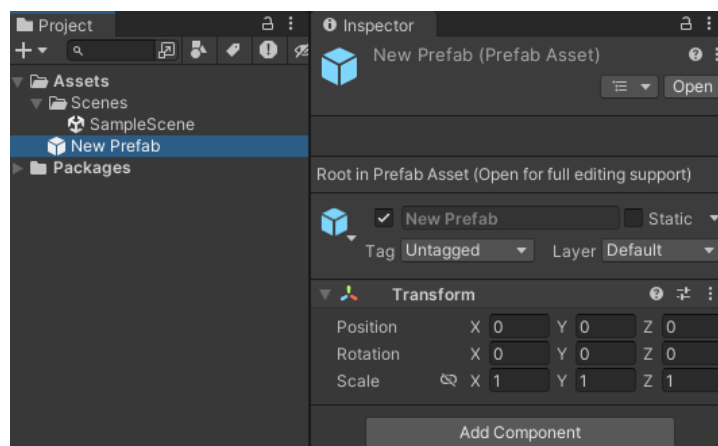 Project
Assets
Scenes
SampleScene
New Prefab
Packages
Inspector
New Prefab (Prefab Asset)
Open
Root in Prefab Asset (Open for full editing support)
New Prefab Static
Tag Untagged Layer Default
Transform
Position X 0 Y 0 Z 0
Rotation X 0 Y 0 Z 0
Scale X 1 Y 1 Z 1
Add Component